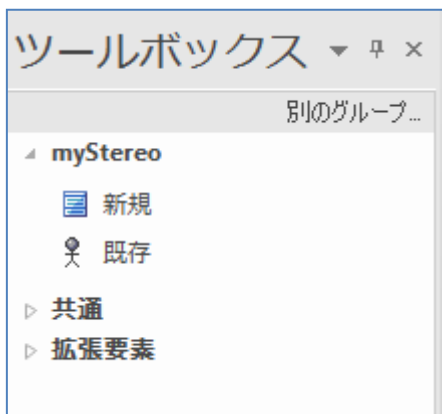 ツールボックス
別のグループ...
myStereo
新規
既存
共通
拡張要素